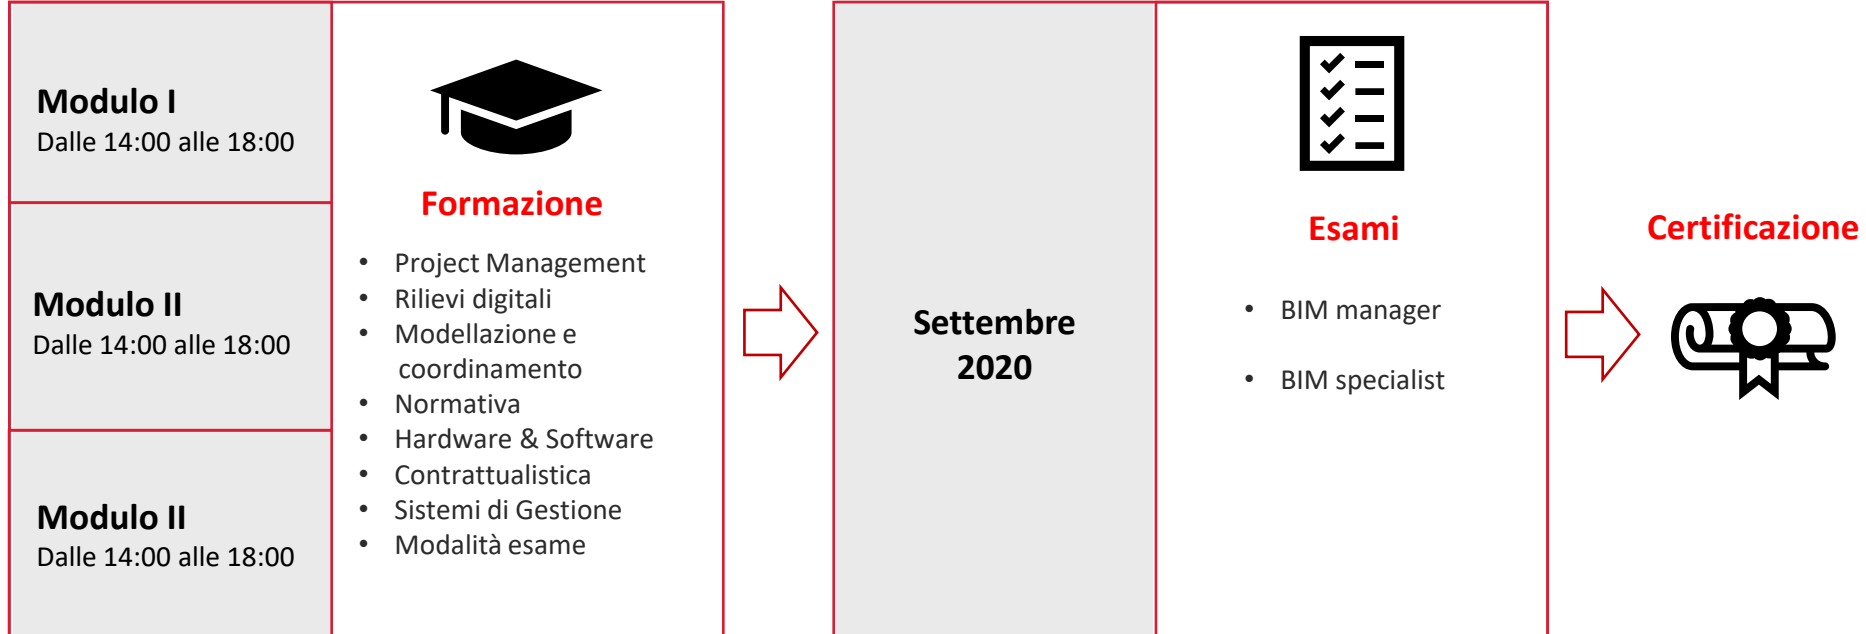 Modulo I
Dalle 14:00 alle 18:00
Modulo II
Dalle 14:00 alle 18:00
Modulo II
Dalle 14:00 alle 18:00
Formazione
• Project Management
• Rilievi digitali
• Modellazione e
coordinamento
• Normativa
• Hardware & Software
• Contrattualistica
• Sistemi di Gestione
• Modalità esame
Settembre
2020
Esami
• BIM manager
• BIM specialist
Certificazione